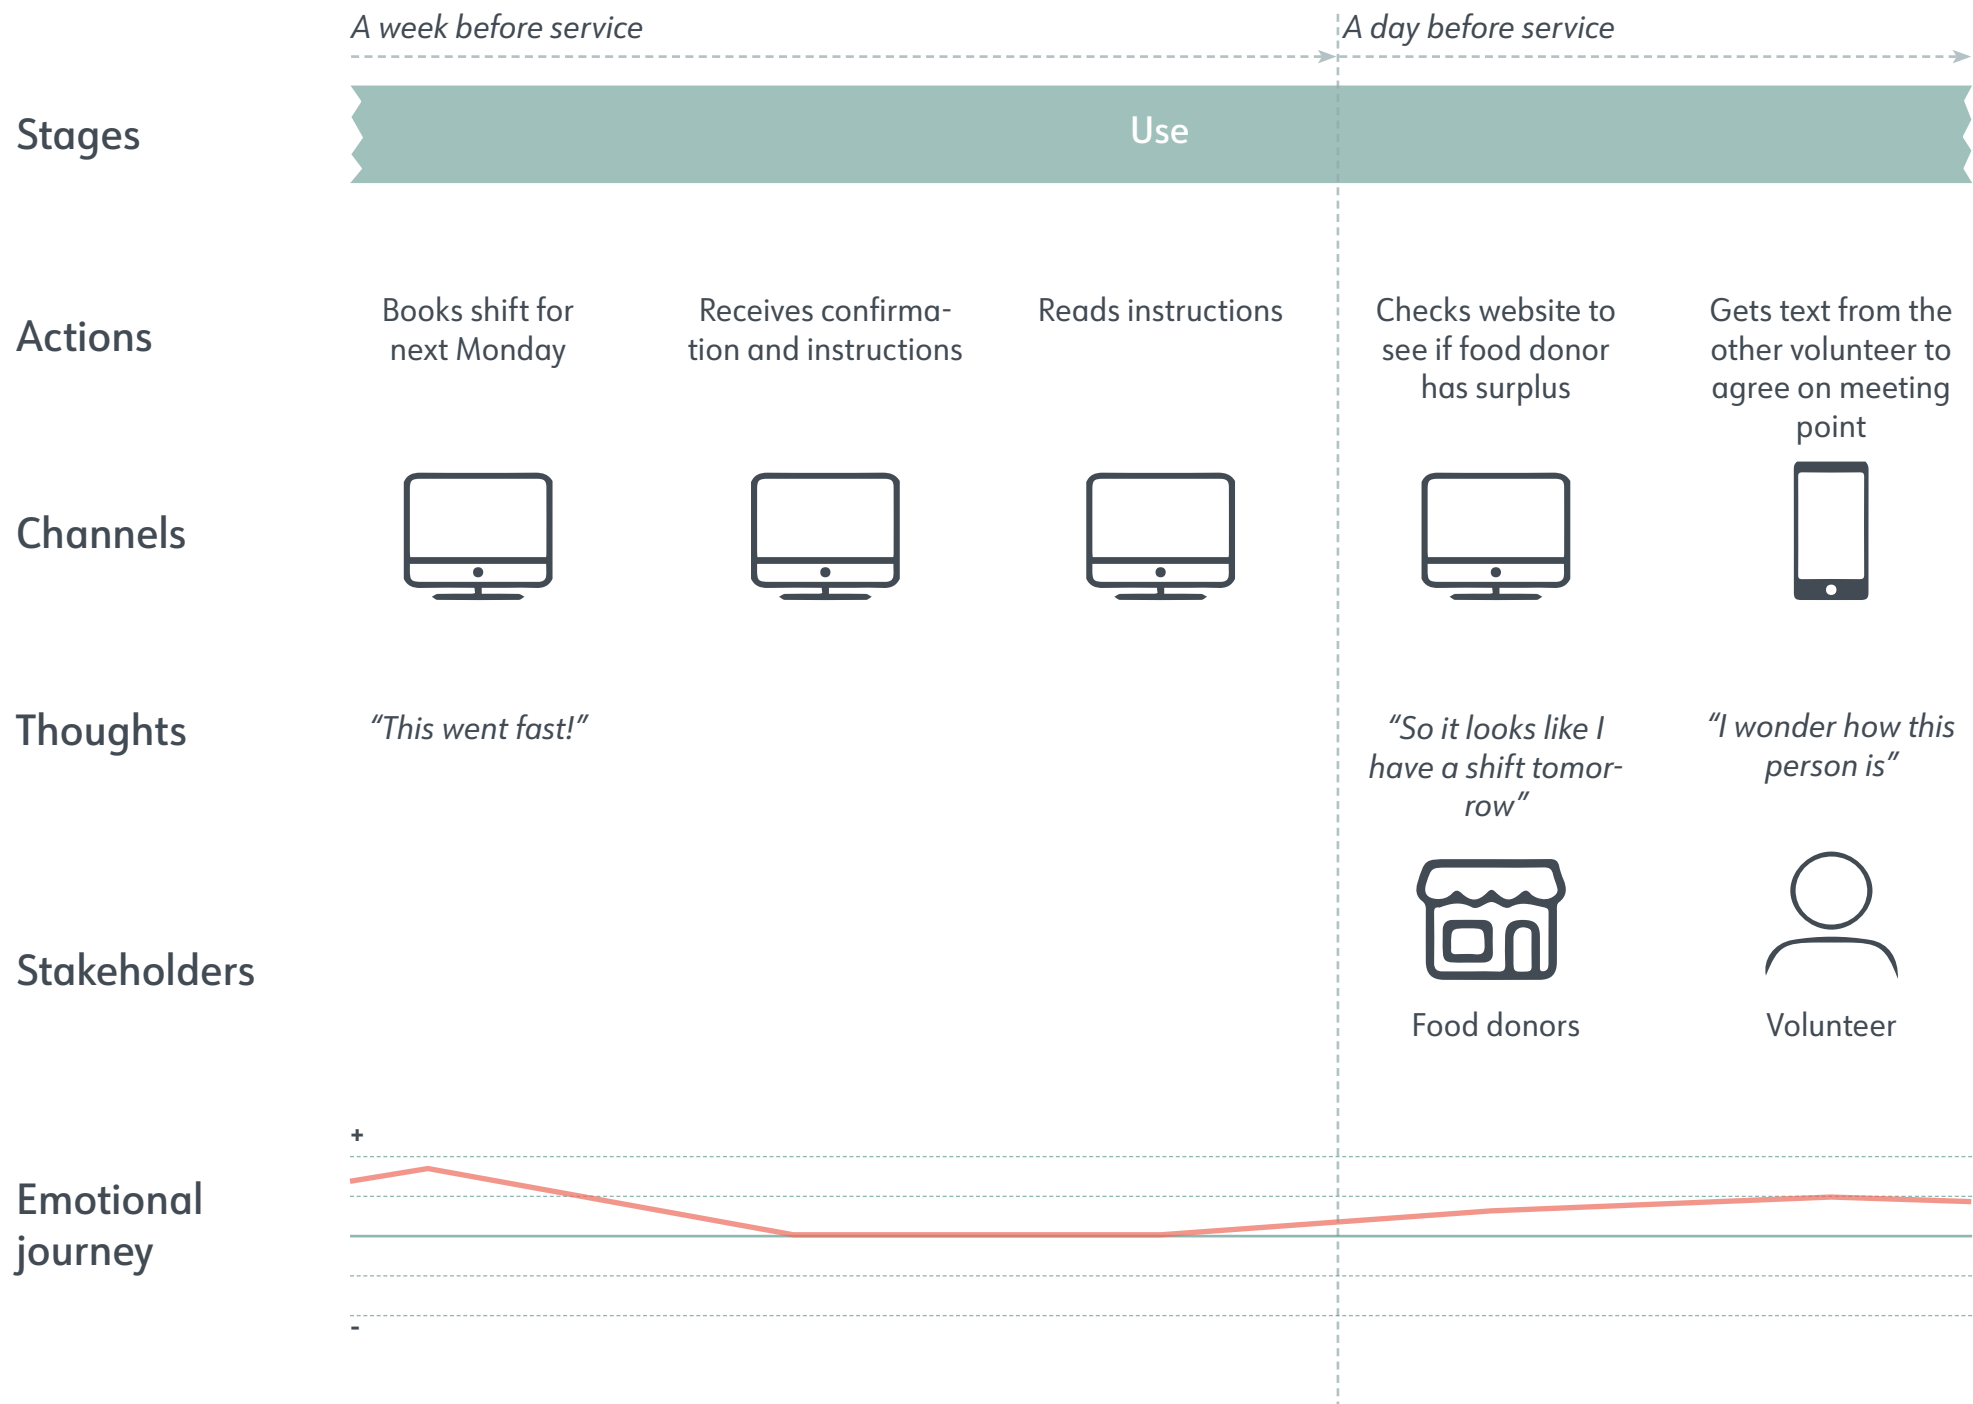 A week before service
A day before service
Stages
Use
Actions
Books shift for
next Monday
Receives confirma-
tion and instructions
Reads instructions
Checks website to
see if food donor
has surplus
Gets text from the
other volunteer to
agree on meeting
point
Channels
Thoughts
“This went fast!”
“So it looks like I
have a shift tomor-
row”
“I wonder how this
person is”
Stakeholders
Food donors
Volunteer
Emotional
journey
+
-